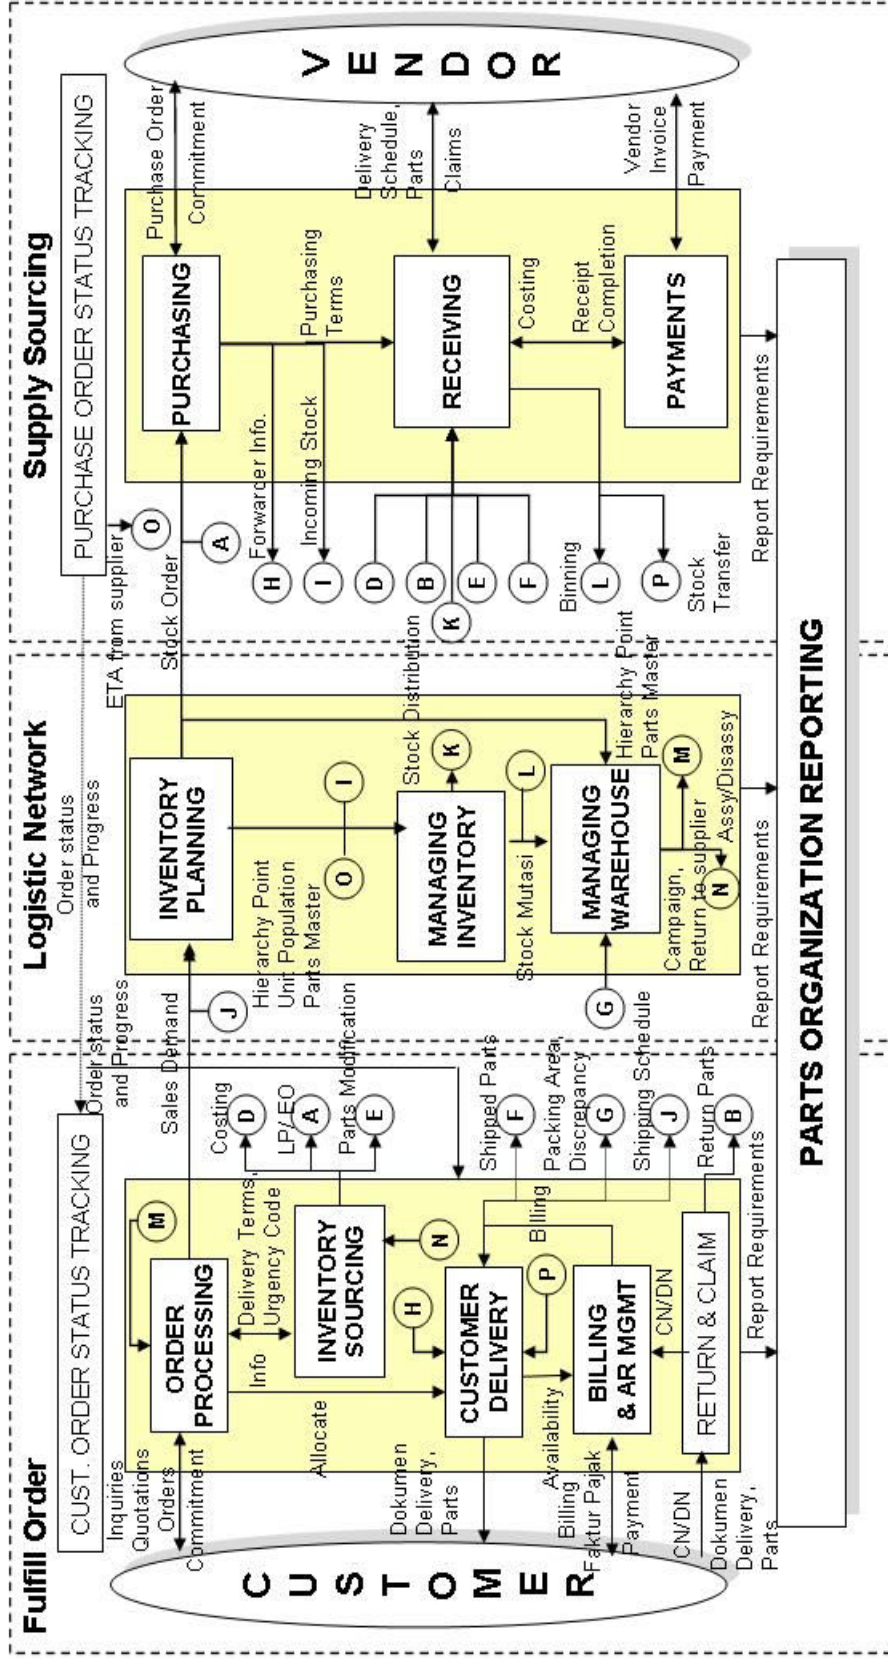 Fulfill Order
CUST. ORDER STATUS TRACKING
Inquiries
Quotations
Orders
Commitment
CUSTOMER
M
ORDER
PROCESSING
Info
Delivery Terms,
Urgency Code
INVENTORY
SOURCING
Costing
D
LP/EO
A
Parts Modification
E
N
Allocate
H
CUSTOMER
DELIVERY
P
Dokumen
Delivery,
Parts
Availability
Billing
Shipped Parts
F
Packing Area,
Discrepancy
G
Shipping Schedule
J
Return Parts
B
BILLING
& AR MGMT
Billing
Faktur Pajak
Payment
CN/DN
RETURN & CLAIM
CN/DN
Dokumen
Delivery,
Parts
Report Requirements
Logistic Network
Order status
and Progress
Order status
and Progress
Sales Demand
J
Hierarchy Point
Unit Population
Parts Master
INVENTORY
PLANNING
O
I
MANAGING
INVENTORY
Stock Distribution
K
Stock Mutasi
L
G
MANAGING
WAREHOUSE
Hierarchy Point
Parts Master
Campaign,
Return to supplier
M
N
Assy/Disassy
Report Requirements
Supply Sourcing
PURCHASE ORDER STATUS TRACKING
ETA from supplier
O
Stock Order
A
PURCHASING
Purchase Order
Commitment
VENDOR
Forwarder Info.
H
Incoming Stock
I
Purchasing
Terms
D
B
K
E
F
RECEIVING
Delivery
Schedule,
Parts
Claims
Binning
L
P
Stock
Transfer
Costing
Receipt
Completion
PAYMENTS
Vendor
Invoice
Payment
Report Requirements
PARTS ORGANIZATION REPORTING